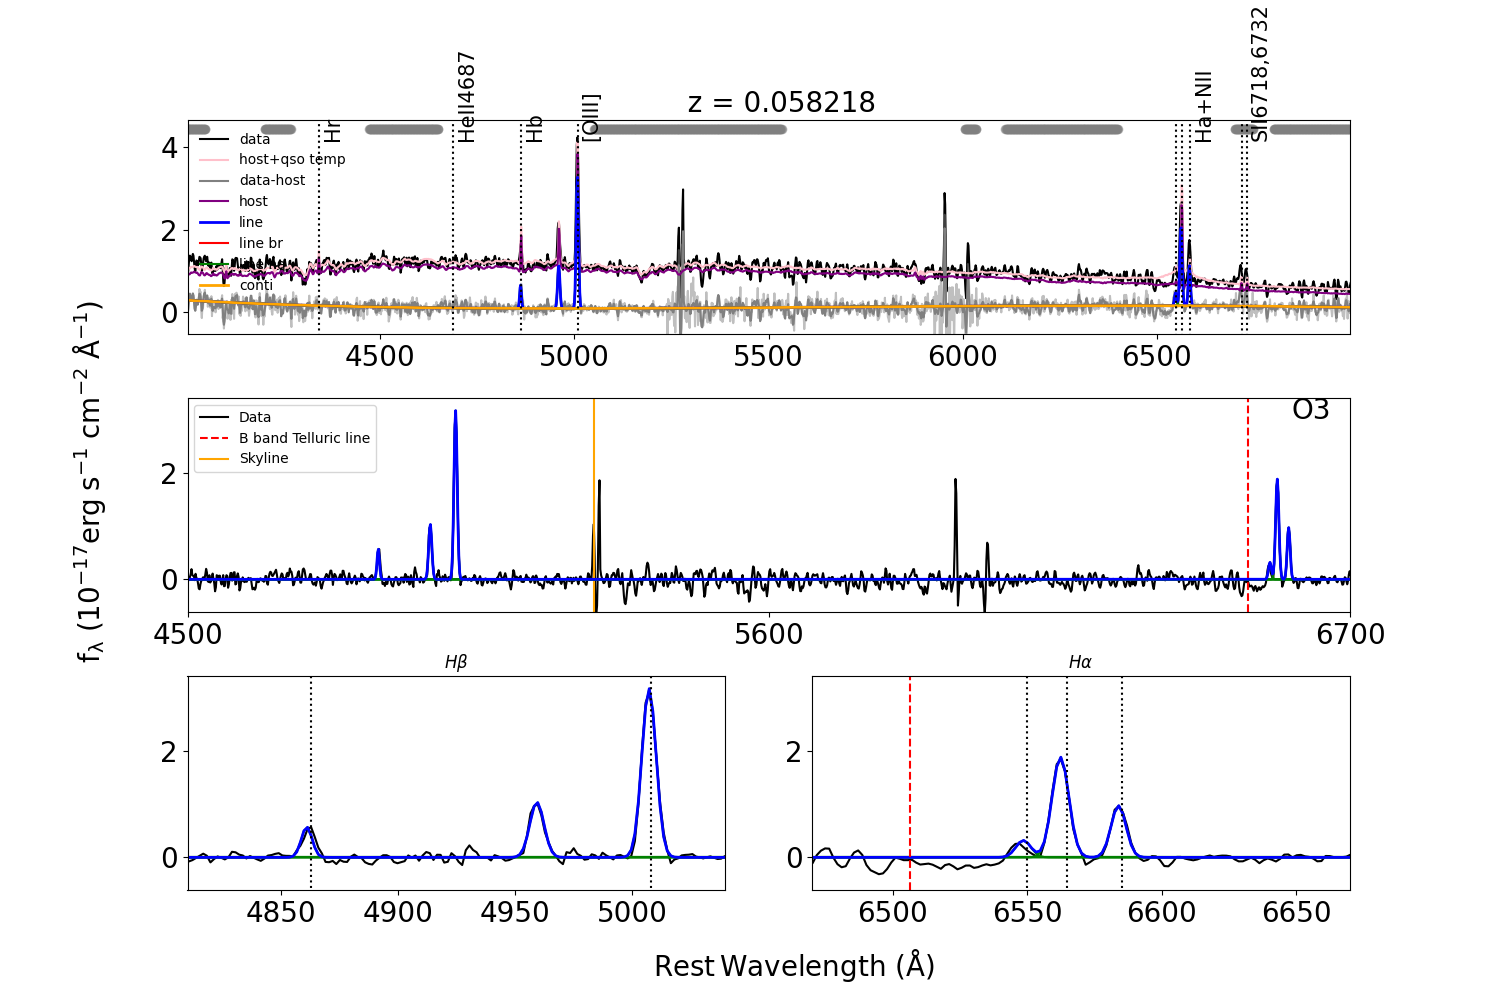 z = 0.058218
Hr
HeII4687
Hb
[OIII]
Ha+NII
SII6718,6732
data
host+qso temp
data-host
host
line
line br
conti
4
2
0
4500
5000
5500
6000
6500
f_λ (10^−17 erg s^−1 cm^−2 Å^−1)
O3
Data
B band Telluric line
Skyline
2
0
4500
5600
6700
Hβ
2
0
4850
4900
4950
5000
Hα
2
0
6500
6550
6600
6650
Rest Wavelength (Å)